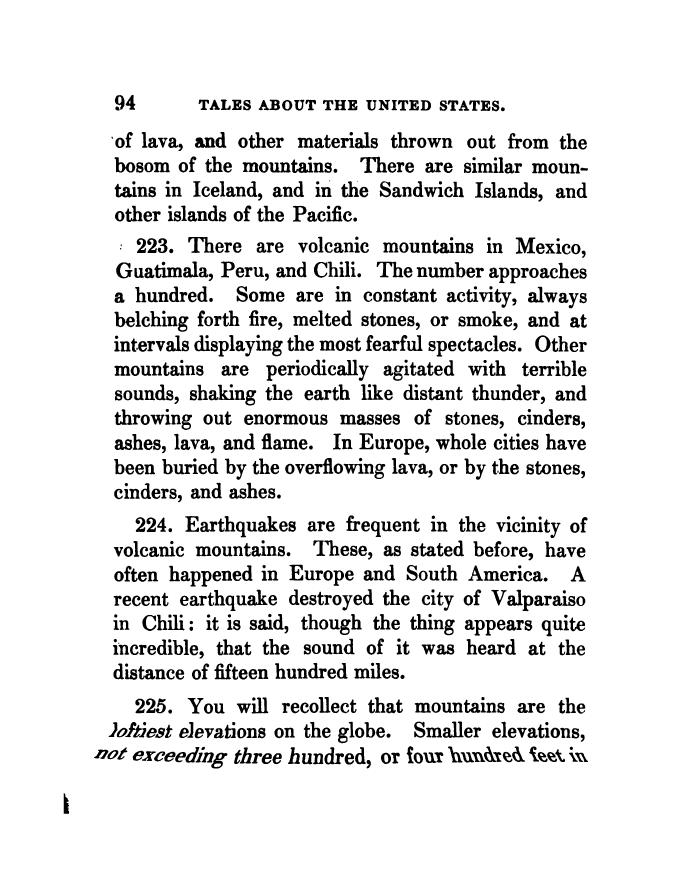 94 TALES ABOUT THE UNITED STATES.
of lava, and other materials thrown out from the
bosom of the mountains. There are similar moun-
tains in Iceland, and in the Sandwich Islands, and
other islands of the Pacific.
223. There are volcanic mountains in Mexico,
Guatimala, Peru, and Chili. The number approaches
a hundred. Some are in constant activity, always
belching forth fire, melted stones, or smoke, and at
intervals displaying the most fearful spectacles. Other
mountains are periodically agitated with terrible
sounds, shaking the earth like distant thunder, and
throwing out enormous masses of stones, cinders,
ashes, lava, and flame. In Europe, whole cities have
been buried by the overflowing lava, or by the stones,
cinders, and ashes.
224. Earthquakes are frequent in the vicinity of
volcanic mountains. These, as stated before, have
often happened in Europe and South America. A
recent earthquake destroyed the city of Valparaiso
in Chili: it is said, though the thing appears quite
incredible, that the sound of it was heard at the
distance of fifteen hundred miles.
225. You will recollect that mountains are the
loftiest elevations on the globe. Smaller elevations,
not exceeding three hundred, or four hundred feet in